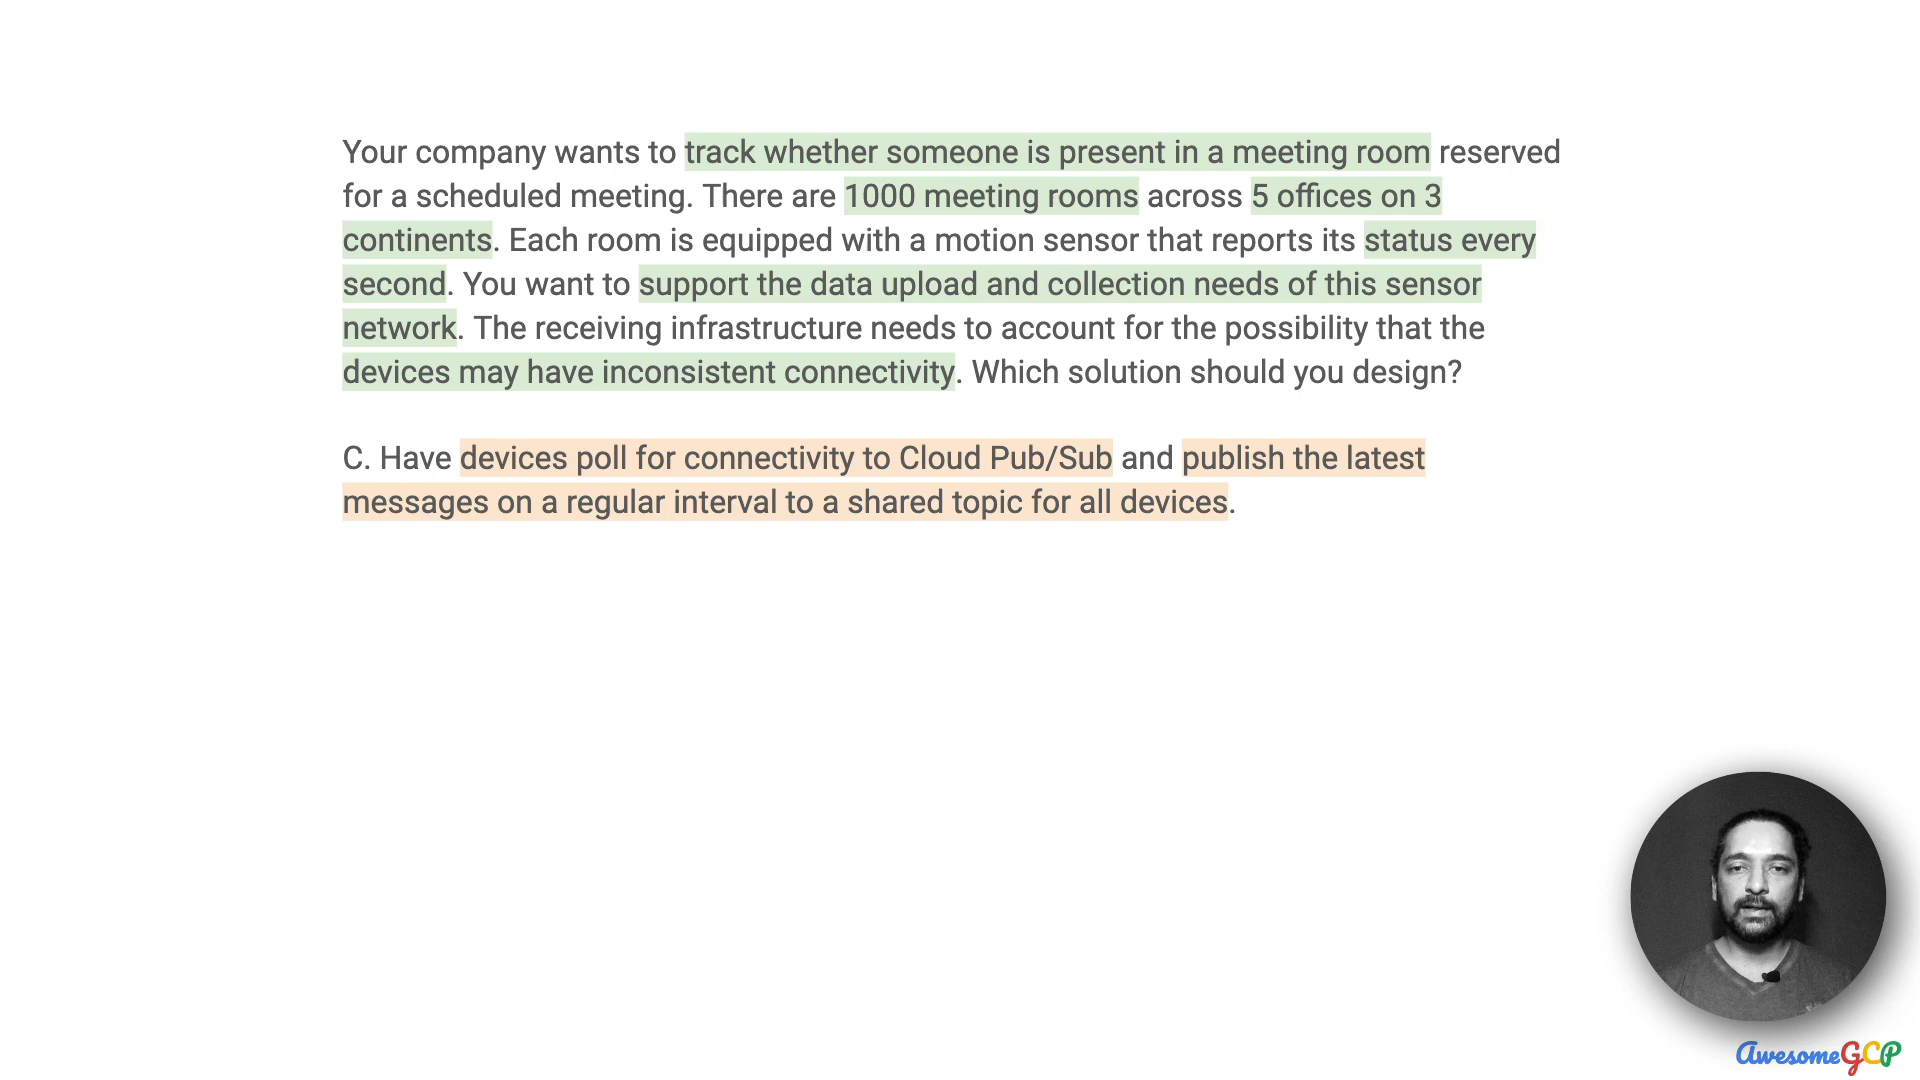 Your company wants to track whether someone is present in a meeting room reserved
for a scheduled meeting. There are 1000 meeting rooms across 5 offices on 3
continents. Each room is equipped with a motion sensor that reports its status every
second. You want to support the data upload and collection needs of this sensor
network. The receiving infrastructure needs to account for the possibility that the
devices may have inconsistent connectivity. Which solution should you design?
C. Have devices poll for connectivity to Cloud Pub/Sub and publish the latest
messages on a regular interval to a shared topic for all devices.
AwesomeGCP